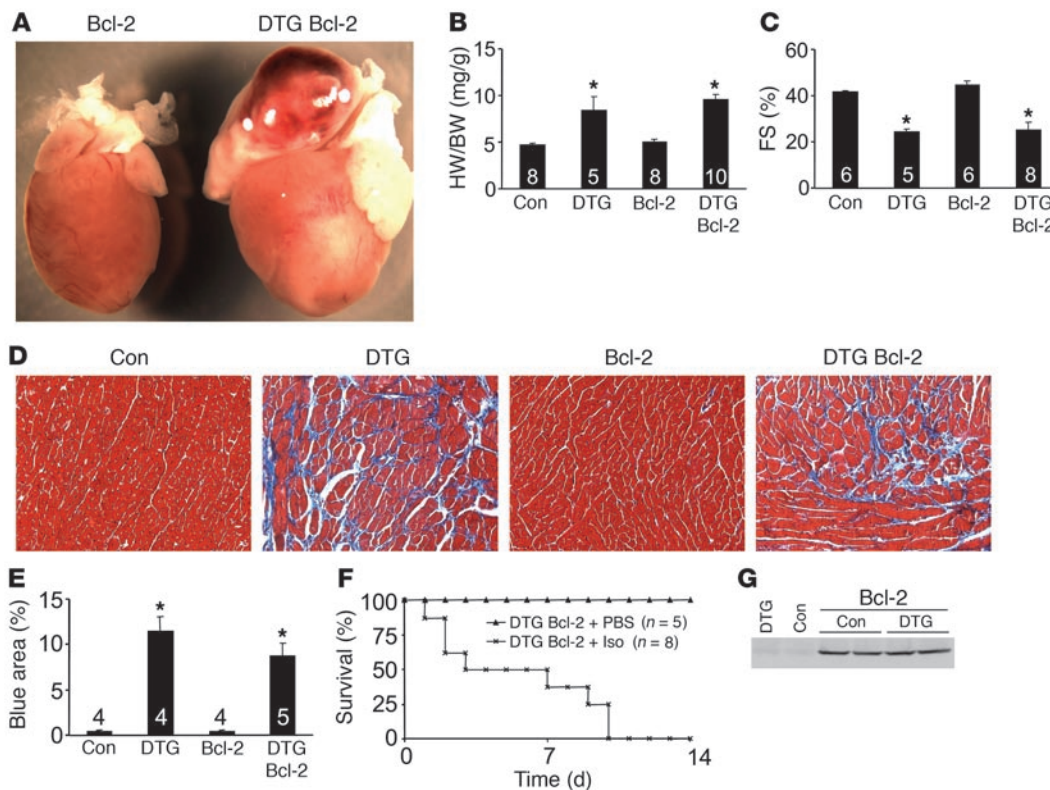 A
Bcl-2
DTG Bcl-2
B
HW/BW (mg/g)
15
10
5
0
*
*
8
5
8
10
Con
DTG
Bcl-2
DTG
Bcl-2
C
FS (%)
60
40
20
0
*
*
6
5
6
8
Con
DTG
Bcl-2
DTG
Bcl-2
D
Con
DTG
Bcl-2
DTG Bcl-2
E
Blue area (%)
15
10
5
0
*
*
4
4
4
5
Con
DTG
Bcl-2
DTG
Bcl-2
F
Survival (%)
100
75
50
25
0
DTG Bcl-2 + PBS (n = 5)
DTG Bcl-2 + Iso (n = 8)
0
7
14
Time (d)
G
DTG
Con
Bcl-2
Con
DTG